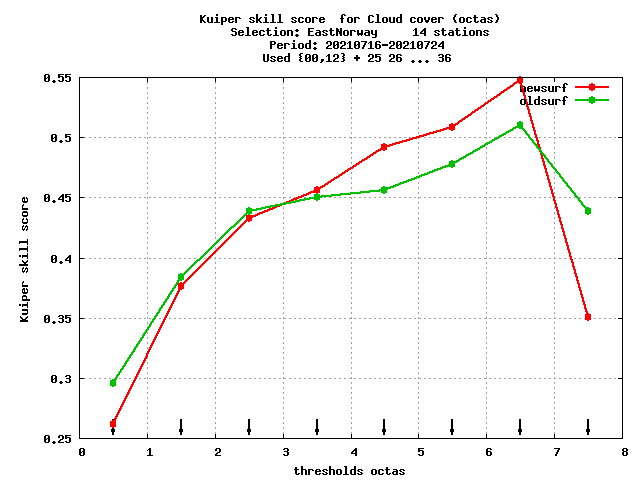 Kuiper skill score  for Cloud cover (octas)
Selection: EastNorway     14 stations
Period: 20210716-20210724
Used {00,12} + 25 26 ... 36
0.55
newsurf
oldsurf
0.5
0.45
0.4
0.35
0.3
0.25
Kuiper skill score
0 1 2 3 4 5 6 7 8
thresholds octas